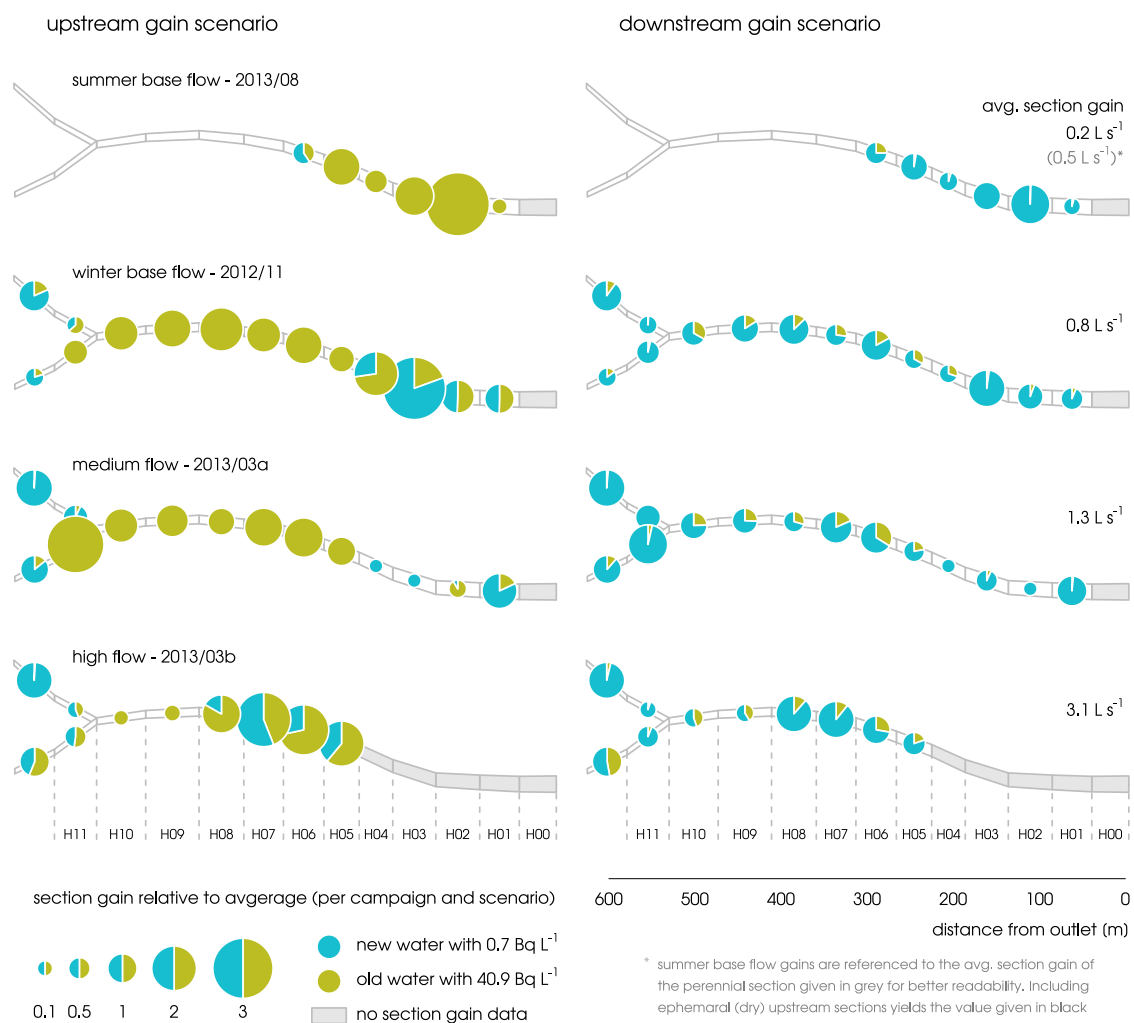 upstream gain scenario
downstream gain scenario
summer base flow - 2013/08
avg. section gain
0.2 L s⁻¹
(0.5 L s⁻¹)*
winter base flow - 2012/11
0.8 L s⁻¹
medium flow - 2013/03a
1.3 L s⁻¹
high flow - 2013/03b
3.1 L s⁻¹
H11 H10 H09 H08 H07 H06 H05 H04 H03 H02 H01 H00
H11 H10 H09 H08 H07 H06 H05 H04 H03 H02 H01 H00
section gain relative to avgerage (per campaign and scenario)
0.1 0.5 1 2 3
new water with 0.7 Bq L⁻¹
old water with 40.9 Bq L⁻¹
no section gain data
600 500 400 300 200 100 0
distance from outlet (m)
* summer base flow gains are referenced to the avg. section gain of
the perennial section given in grey for better readability. Including
ephemaral (dry) upstream sections yields the value given in black